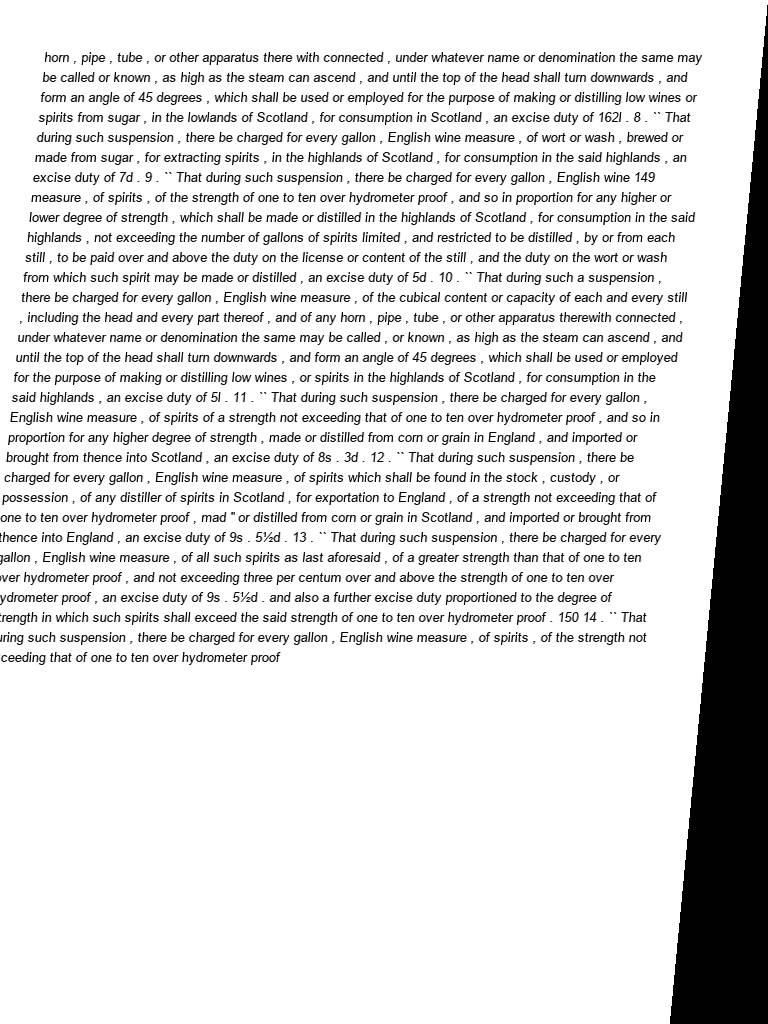 horn , pipe , tube , or other apparatus there with connected , under whatever name or denomination the same may
be called or known , as high as the steam can ascend , and until the top of the head shall turn downwards , and
form an angle of 45 degrees , which shall be used or employed for the purpose of making or distilling low wines or
spirits from sugar , in the lowlands of Scotland , for consumption in Scotland , an excise duty of 162l . 8 . `` That
during such suspension , there be charged for every gallon , English wine measure , of wort or wash , brewed or
made from sugar , for extracting spirits , in the highlands of Scotland , for consumption in the said highlands , an
excise duty of 7d . 9 . `` That during such suspension , there be charged for every gallon , English wine 149
measure , of spirits , of the strength of one to ten over hydrometer proof , and so in proportion for any higher or
lower degree of strength , which shall be made or distilled in the highlands of Scotland , for consumption in the said
highlands , not exceeding the number of gallons of spirits limited , and restricted to be distilled , by or from each
still , to be paid over and above the duty on the license or content of the still , and the duty on the wort or wash
from which such spirit may be made or distilled , an excise duty of 5d . 10 . `` That during such a suspension ,
there be charged for every gallon , English wine measure , of the cubical content or capacity of each and every still
, including the head and every part thereof , and of any horn , pipe , tube , or other apparatus therewith connected ,
under whatever name or denomination the same may be called , or known , as high as the steam can ascend , and
until the top of the head shall turn downwards , and form an angle of 45 degrees , which shall be used or employed
for the purpose of making or distilling low wines , or spirits in the highlands of Scotland , for consumption in the
said highlands , an excise duty of 5l . 11 . `` That during such suspension , there be charged for every gallon ,
English wine measure , of spirits of a strength not exceeding that of one to ten over hydrometer proof , and so in
proportion for any higher degree of strength , made or distilled from corn or grain in England , and imported or
brought from thence into Scotland , an excise duty of 8s . 3d . 12 . `` That during such suspension , there be
charged for every gallon , English wine measure , of spirits which shall be found in the stock , custody , or
possession , of any distiller of spirits in Scotland , for exportation to England , of a strength not exceeding that of
one to ten over hydrometer proof , mad " or distilled from corn or grain in Scotland , and imported or brought from
thence into England , an excise duty of 9s . 5½d . 13 . `` That during such suspension , there be charged for every
gallon , English wine measure , of all such spirits as last aforesaid , of a greater strength than that of one to ten
over hydrometer proof , and not exceeding three per centum over and above the strength of one to ten over
ydrometer proof , an excise duty of 9s . 5½d . and also a further excise duty proportioned to the degree of
trength in which such spirits shall exceed the said strength of one to ten over hydrometer proof . 150 14 . `` That
uring such suspension , there be charged for every gallon , English wine measure , of spirits , of the strength not
ceeding that of one to ten over hydrometer proof